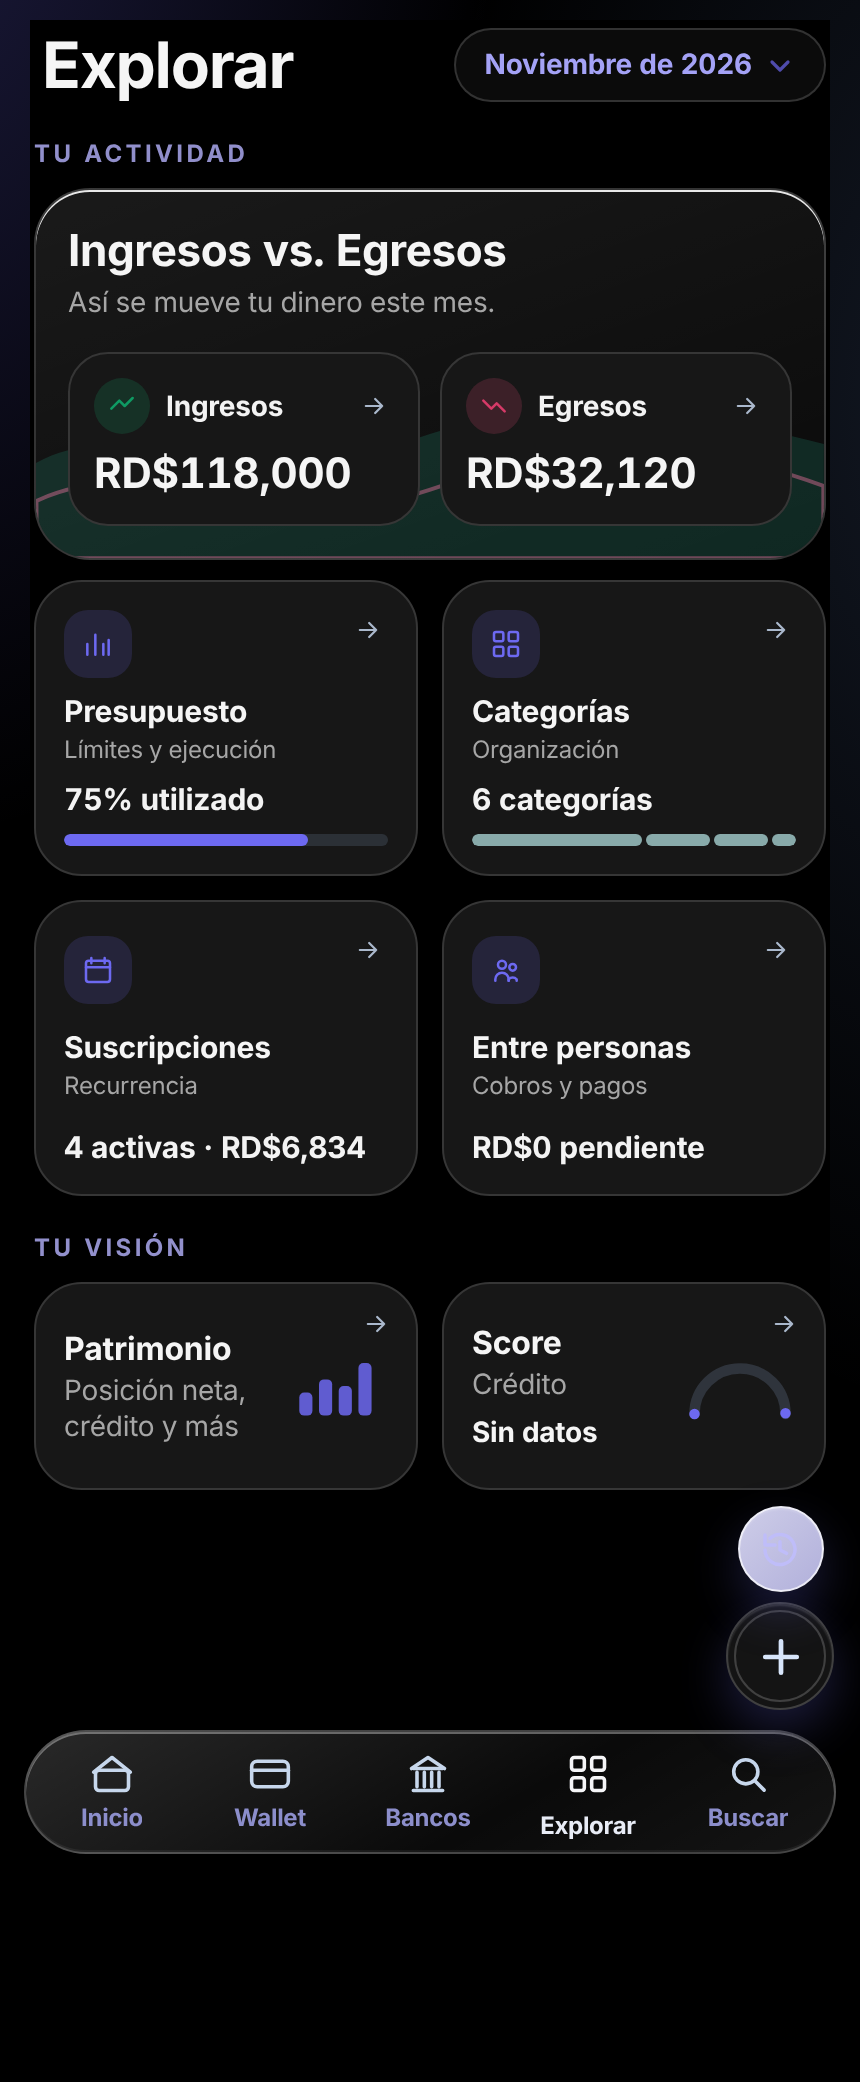 Explorar
Noviembre de 2026
TU ACTIVIDAD
Ingresos vs. Egresos
Así se mueve tu dinero este mes.
Ingresos
RD$118,000
Egresos
RD$32,120
Presupuesto
Límites y ejecución
75% utilizado
Categorías
Organización
6 categorías
Suscripciones
Recurrencia
4 activas · RD$6,834
Entre personas
Cobros y pagos
RD$0 pendiente
TU VISIÓN
Patrimonio
Posición neta,
crédito y más
Score
Crédito
Sin datos
Inicio
Wallet
Bancos
Explorar
Buscar